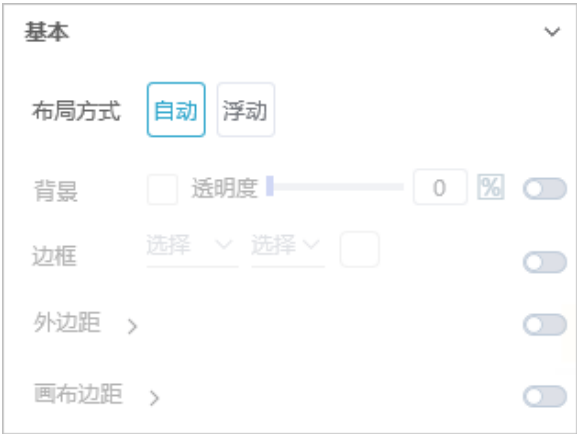 基本
布局方式 自动 浮动
背景 透明度 0 %
边框 选择 选择
外边距
画布边距